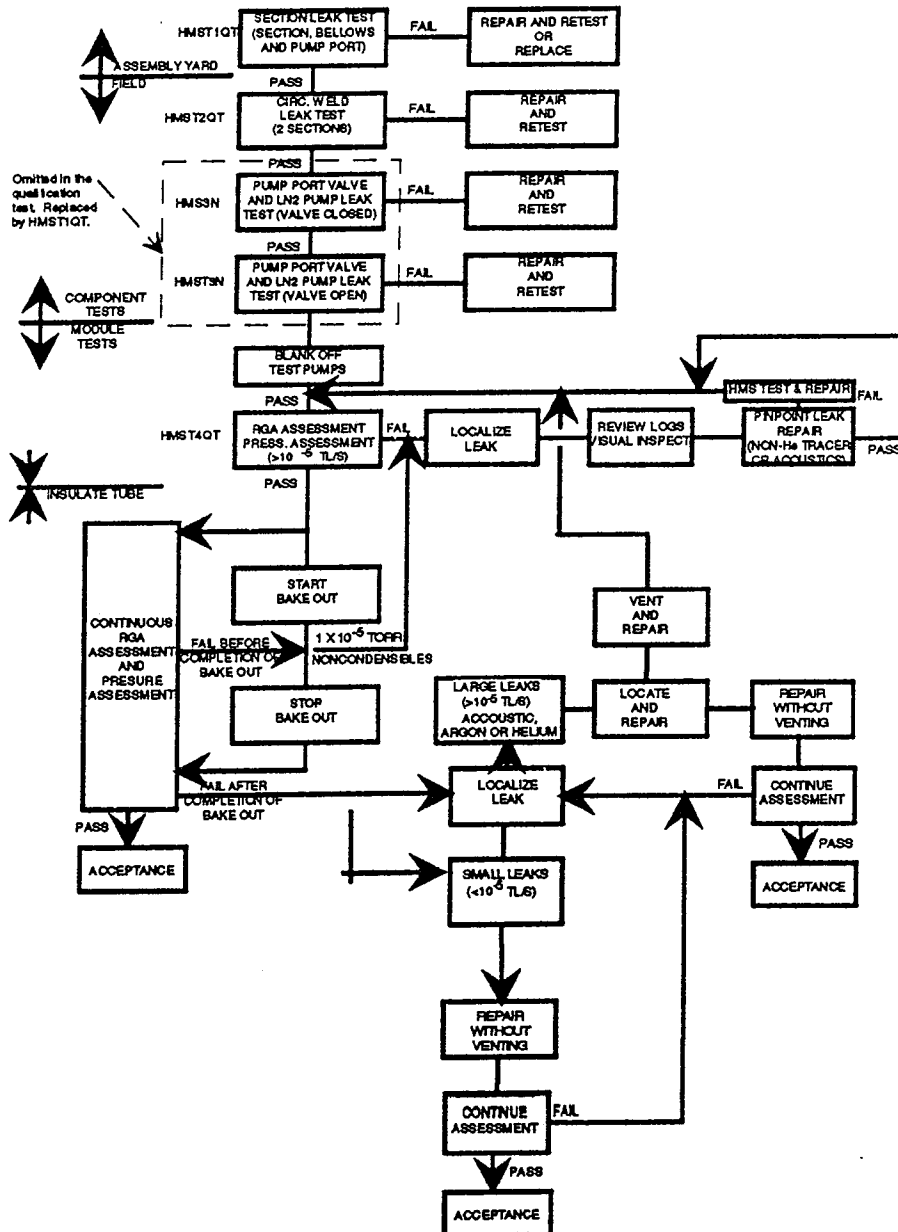 HMST1QT
SECTION LEAK TEST
(SECTION, BELLOWS
AND PUMP PORT)
FAIL
REPAIR AND RETEST
OR
REPLACE
ASSEMBLY YARD
FIELD
PASS
HMST2QT
CIRC. WELD
LEAK TEST
(2 SECTIONS)
FAIL
REPAIR
AND
RETEST
PASS
Omitted in the
qualification
test. Replaced
by HMST1QT.
HMS3N
PUMP PORT VALVE
AND LN2 PUMP LEAK
TEST (VALVE CLOSED)
FAIL
REPAIR
AND
RETEST
PASS
HMST3N
PUMP PORT VALVE
AND LN2 PUMP LEAK
TEST (VALVE OPEN)
FAIL
REPAIR
AND
RETEST
COMPONENT
TESTS
MODULE
TESTS
BLANK OFF
TEST PUMPS
PASS
HMST4QT
RGA ASSESSMENT
PRESS. ASSESSMENT
(>10⁻⁵ TL/S)
FAIL
LOCALIZE
LEAK
REVIEW LOGS
VISUAL INSPECT
HMS TEST & REPAIR
FAIL
PINPOINT LEAK
REPAIR
(NON-He TRACER
OR ACOUSTICS)
PASS
PASS
INSULATE TUBE
CONTINUOUS
RGA
ASSESSMENT
AND
PRESURE
ASSESSMENT
START
BAKE OUT
FAIL BEFORE
COMPLETION OF
BAKE OUT
1 X 10⁻⁵ TORR
NONCONDENSIBLES
STOP
BAKE OUT
VENT
AND
REPAIR
LARGE LEAKS
(>10⁻⁵ TL/S)
ACCOUSTIC,
ARGON OR HELIUM
LOCATE
AND
REPAIR
REPAIR
WITHOUT
VENTING
FAIL AFTER
COMPLETION OF
BAKE OUT
LOCALIZE
LEAK
FAIL
CONTINUE
ASSESSMENT
PASS
ACCEPTANCE
PASS
ACCEPTANCE
SMALL LEAKS
(<10⁻⁵ TL/S)
REPAIR
WITHOUT
VENTING
CONTINUE
ASSESSMENT
FAIL
PASS
ACCEPTANCE